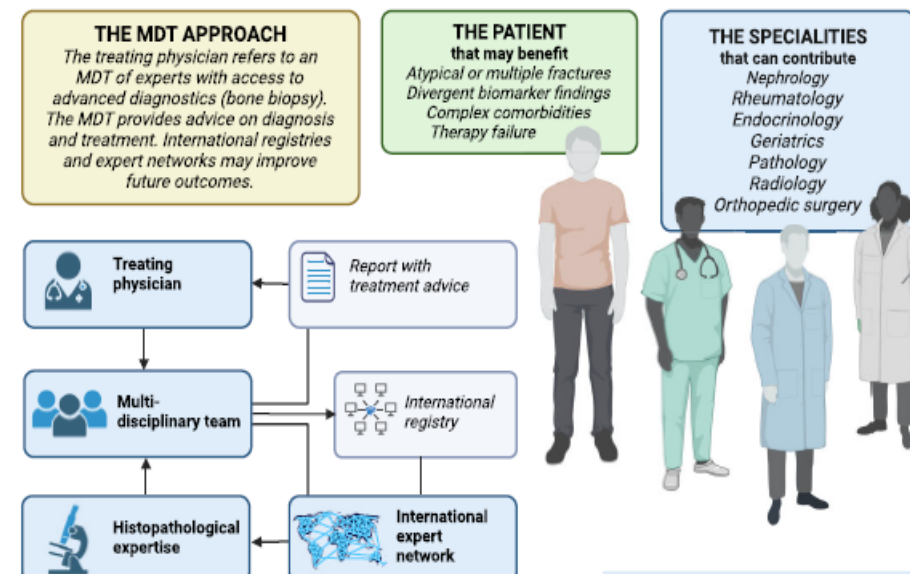 THE MDT APPROACH
The treating physician refers to an
MDT of experts with access to
advanced diagnostics (bone biopsy).
The MDT provides advice on diagnosis
and treatment. International registries
and expert networks may improve
future outcomes.
THE PATIENT
that may benefit
Atypical or multiple fractures
Divergent biomarker findings
Complex comorbidities
Therapy failure
THE SPECIALITIES
that can contribute
Nephrology
Rheumatology
Endocrinology
Geriatrics
Pathology
Radiology
Orthopedic surgery
Treating
physician
Report with
treatment advice
Multi-
disciplinary team
International
registry
Histopathological
expertise
International
expert
network